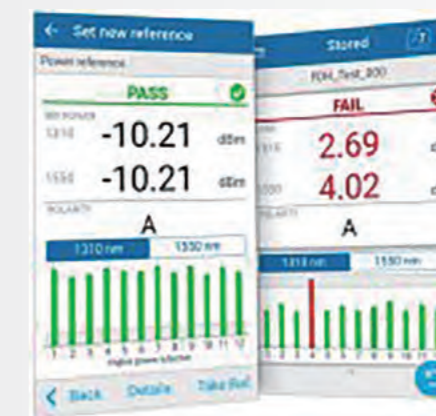 Set new reference
Power reference
PASS
1310 -10.21 dBm
1550 -10.21 dBm
POLARITY
A
1310 nm 1550 nm
1 2 3 4 5 6 7 8 9 10 11 12
Back Details Take Ref.
Stored
FAIL
2.69
4.02
A
1310 nm 1550 nm